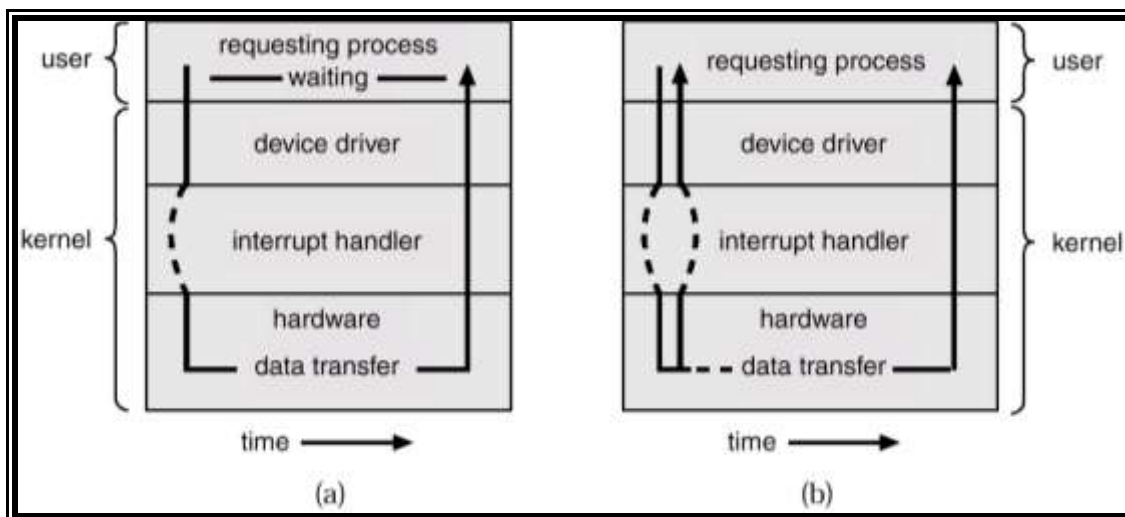 user
requesting process
waiting
device driver
kernel
interrupt handler
hardware
data transfer
time
(a)
requesting process
user
device driver
interrupt handler
kernel
hardware
data transfer
time
(b)